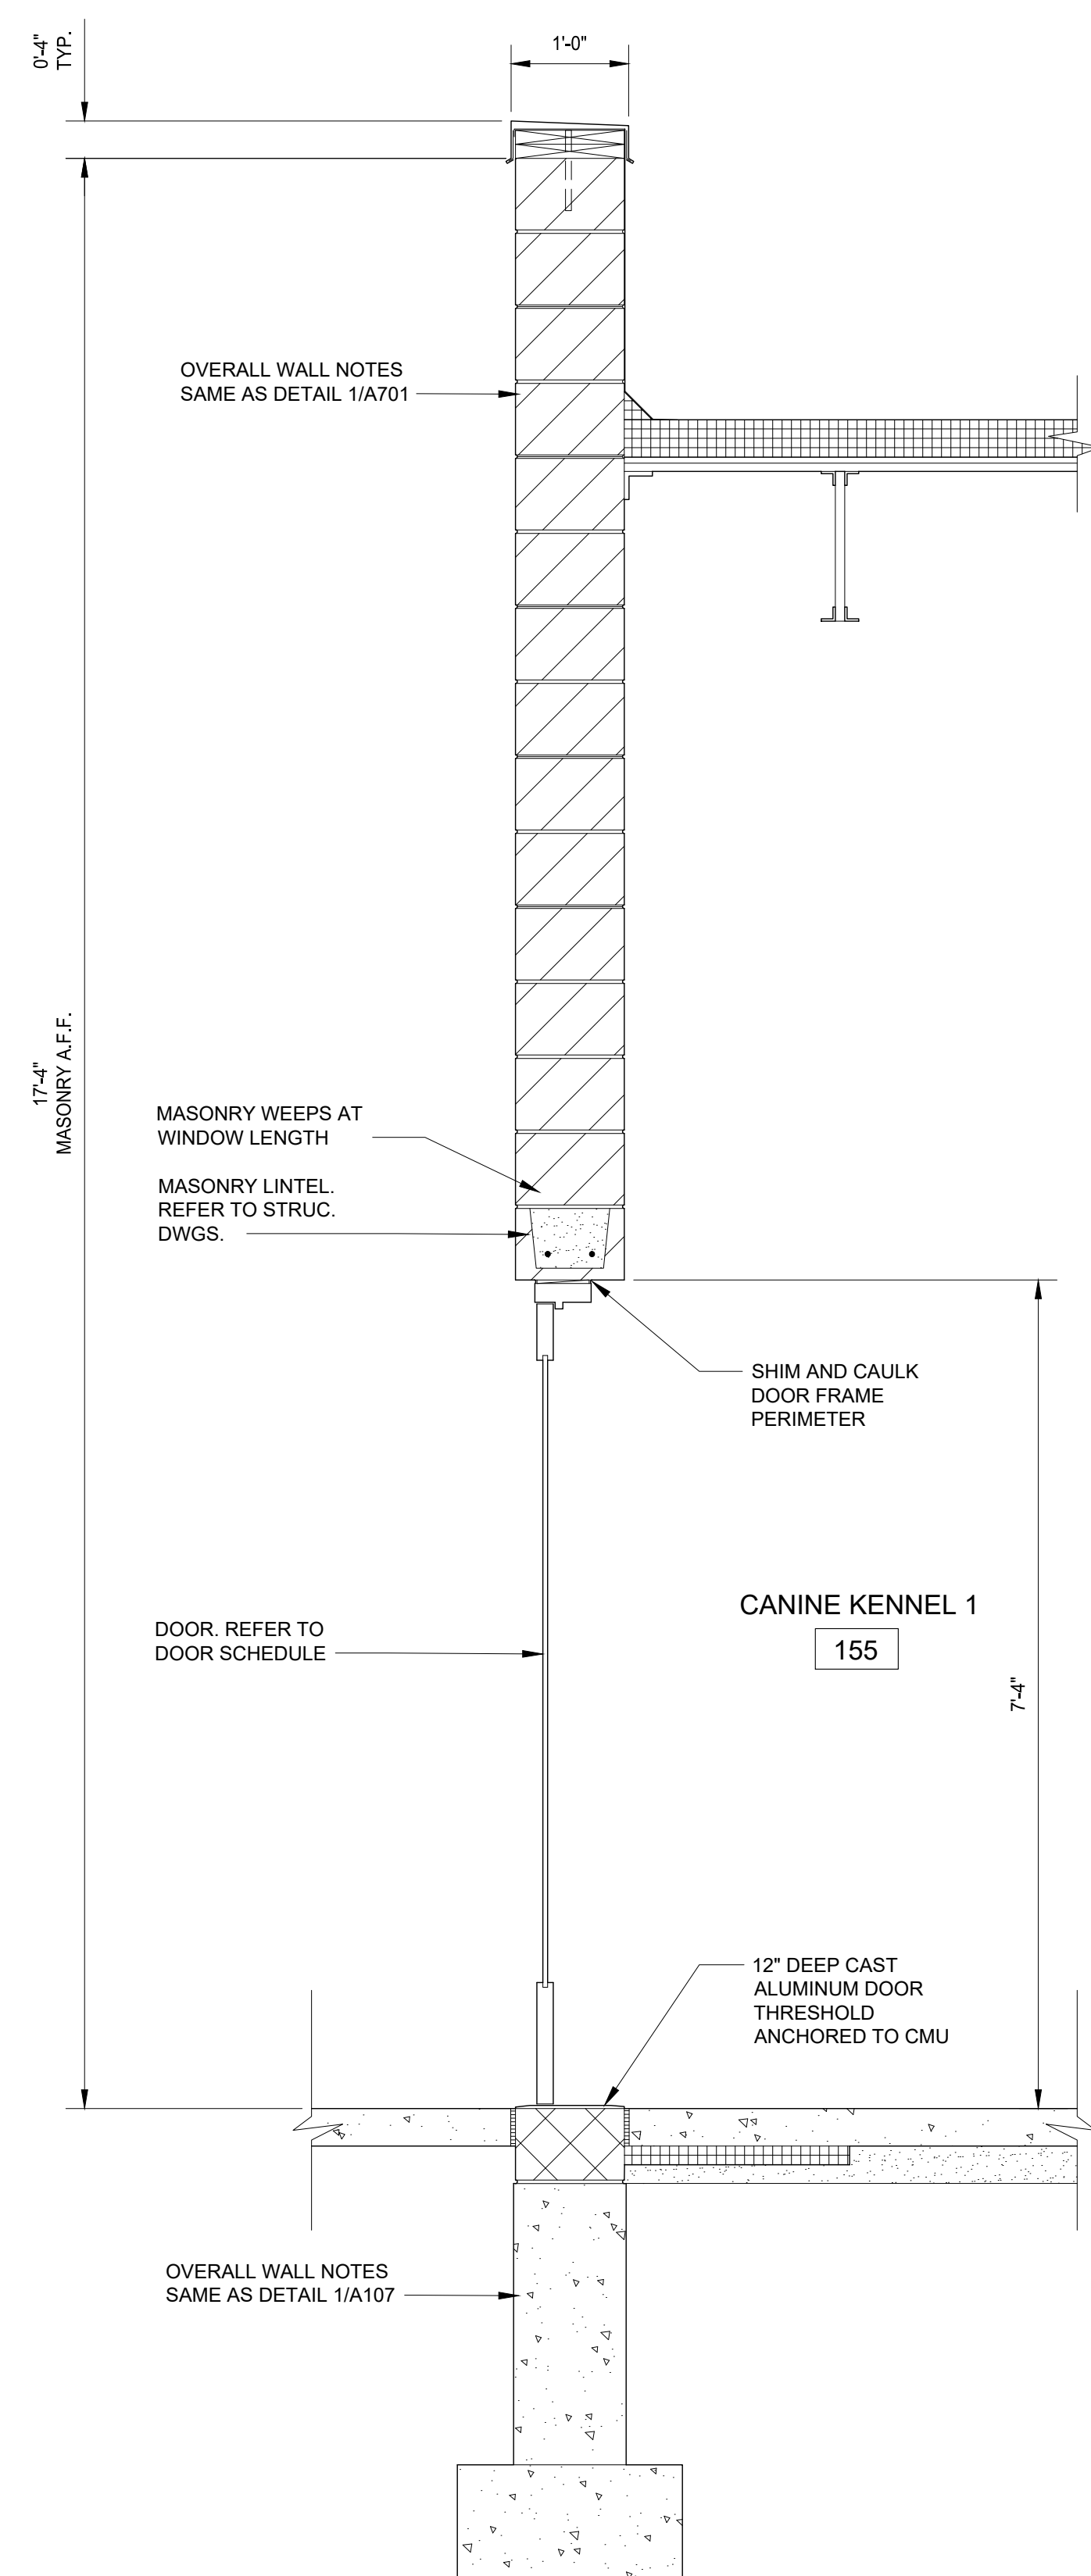 0'-4"
TYP.
1'-0"
OVERALL WALL NOTES
SAME AS DETAIL 1/A701
17'-4"
MASONRY A.F.F.
MASONRY WEEPS AT
WINDOW LENGTH
MASONRY LINTEL.
REFER TO STRUC.
DWGS.
SHIM AND CAULK
DOOR FRAME
PERIMETER
CANINE KENNEL 1
155
DOOR. REFER TO
DOOR SCHEDULE
7'-4"
12" DEEP CAST
ALUMINUM DOOR
THRESHOLD
ANCHORED TO CMU
OVERALL WALL NOTES
SAME AS DETAIL 1/A107